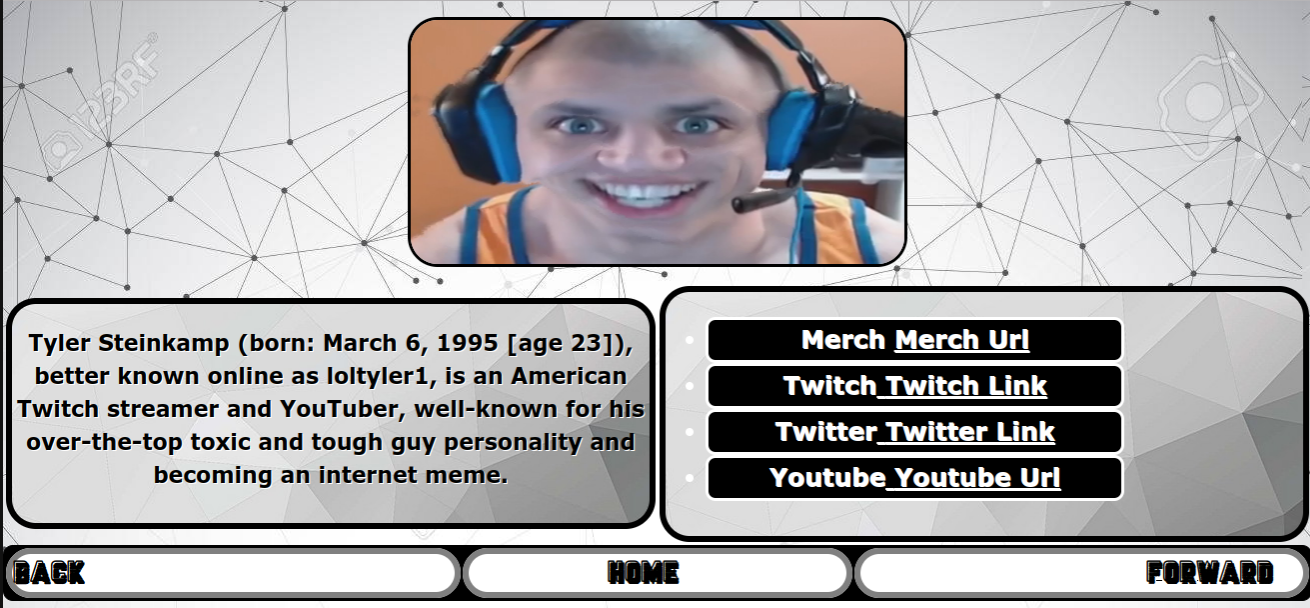 123RF
Tyler Steinkamp (born: March 6, 1995 [age 23]),
better known online as loltyler1, is an American
Twitch streamer and YouTuber, well-known for his
over-the-top toxic and tough guy personality and
becoming an internet meme.
Merch Merch Url
Twitch Twitch Link
Twitter Twitter Link
Youtube Youtube Url
BACK
HOME
FORWARD